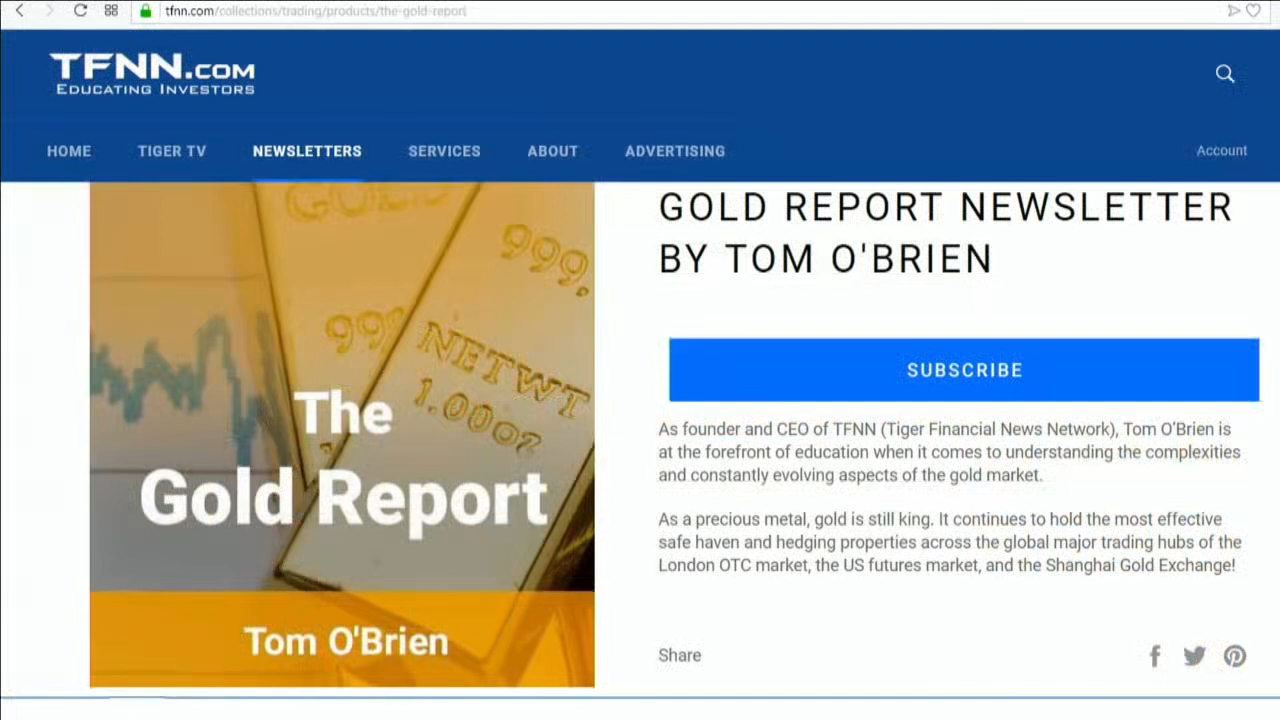 tfnn.com/collections/trading/products/the-gold-report
TFNN.COM
EDUCATING INVESTORS
HOME
TIGER TV
NEWSLETTERS
SERVICES
ABOUT
ADVERTISING
Account
GOLD
999.
999
NETWT
1.00OZ
The
Gold Report
Tom O'Brien
GOLD REPORT NEWSLETTER
BY TOM O'BRIEN
SUBSCRIBE
As founder and CEO of TFNN (Tiger Financial News Network), Tom O'Brien is
at the forefront of education when it comes to understanding the complexities
and constantly evolving aspects of the gold market.
As a precious metal, gold is still king. It continues to hold the most effective
safe haven and hedging properties across the global major trading hubs of the
London OTC market, the US futures market, and the Shanghai Gold Exchange!
Share